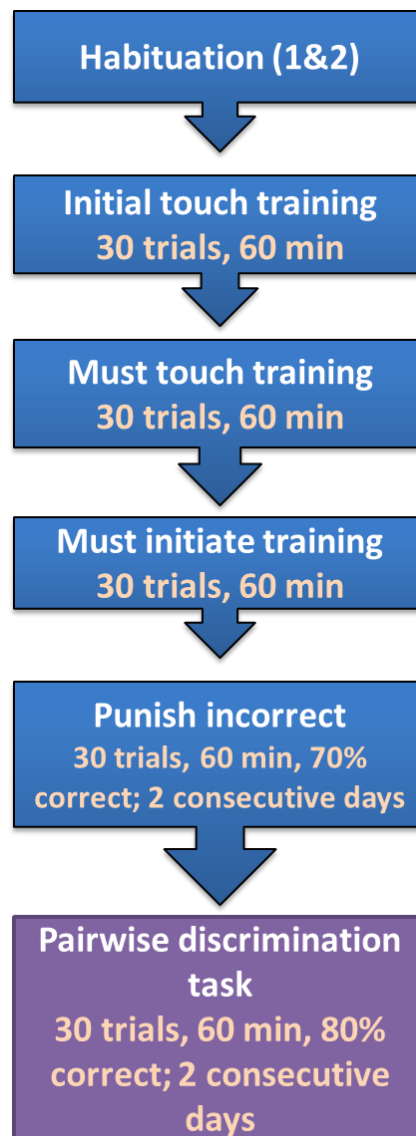 Habituation (1&2)
Initial touch training
30 trials, 60 min
Must touch training
30 trials, 60 min
Must initiate training
30 trials, 60 min
Punish incorrect
30 trials, 60 min, 70%
correct; 2 consecutive days
Pairwise discrimination
task
30 trials, 60 min, 80%
correct; 2 consecutive
days